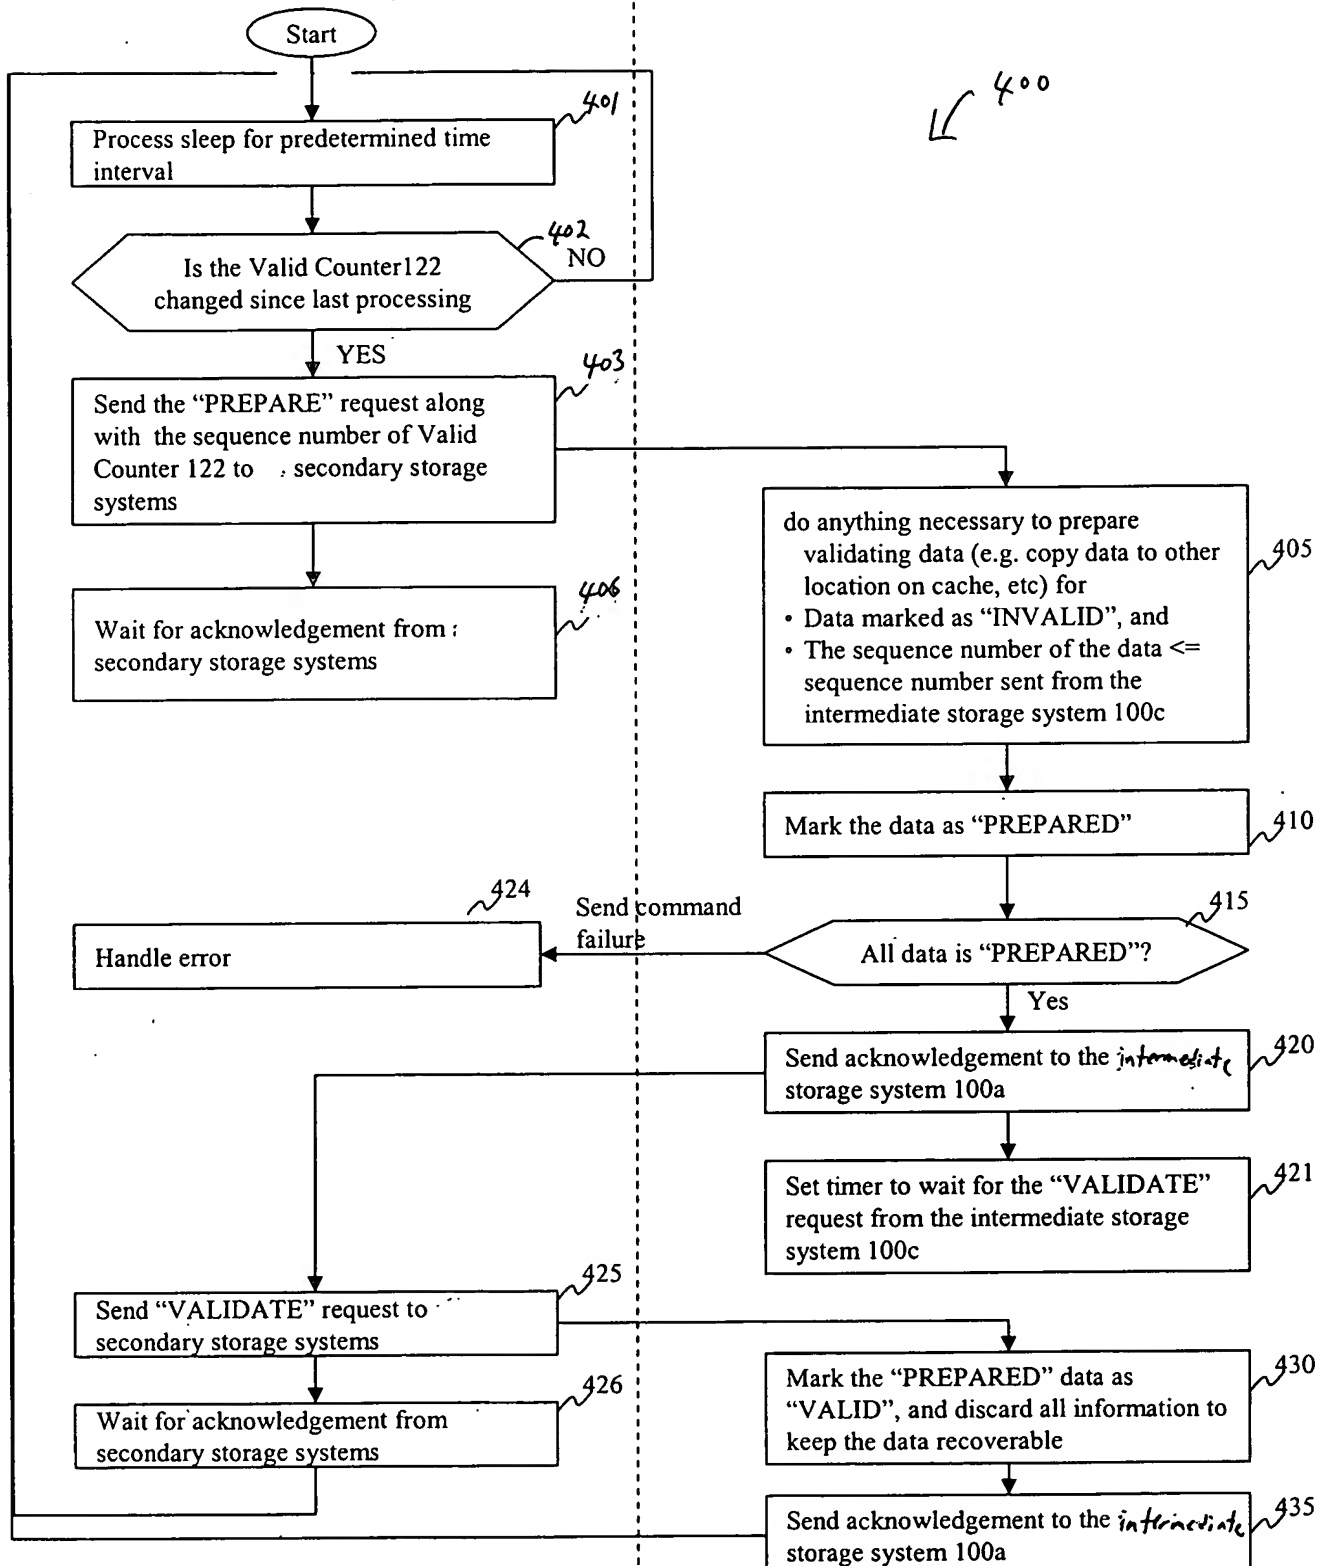 Start
400
401
Process sleep for predetermined time
interval
402
NO
Is the Valid Counter122
changed since last processing
YES
403
Send the “PREPARE” request along
with the sequence number of Valid
Counter 122 to secondary storage
systems
406
Wait for acknowledgement from
secondary storage systems
do anything necessary to prepare
validating data (e.g. copy data to other
location on cache, etc) for
• Data marked as “INVALID”, and
• The sequence number of the data <=
sequence number sent from the
intermediate storage system 100c
405
Mark the data as “PREPARED”
410
424
Handle error
Send command
failure
415
All data is “PREPARED”?
Yes
Send acknowledgement to the intermediate
storage system 100a
420
Set timer to wait for the “VALIDATE”
request from the intermediate storage
system 100c
421
425
Send “VALIDATE” request to
secondary storage systems
426
Wait for acknowledgement from
secondary storage systems
Mark the “PREPARED” data as
“VALID”, and discard all information to
keep the data recoverable
430
Send acknowledgement to the intermediate
storage system 100a
435